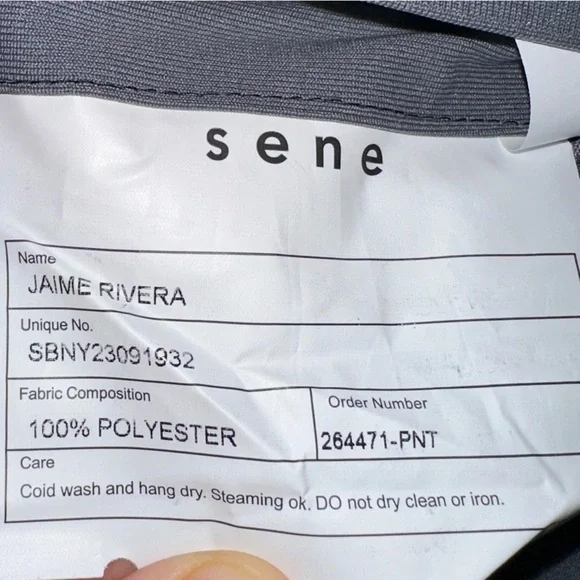 sene
Name
JAIME RIVERA
Unique No.
SBNY23091932
Fabric Composition
100% POLYESTER
Order Number
264471-PNT
Care
Cold wash and hang dry. Steaming ok. DO not dry clean or iron.